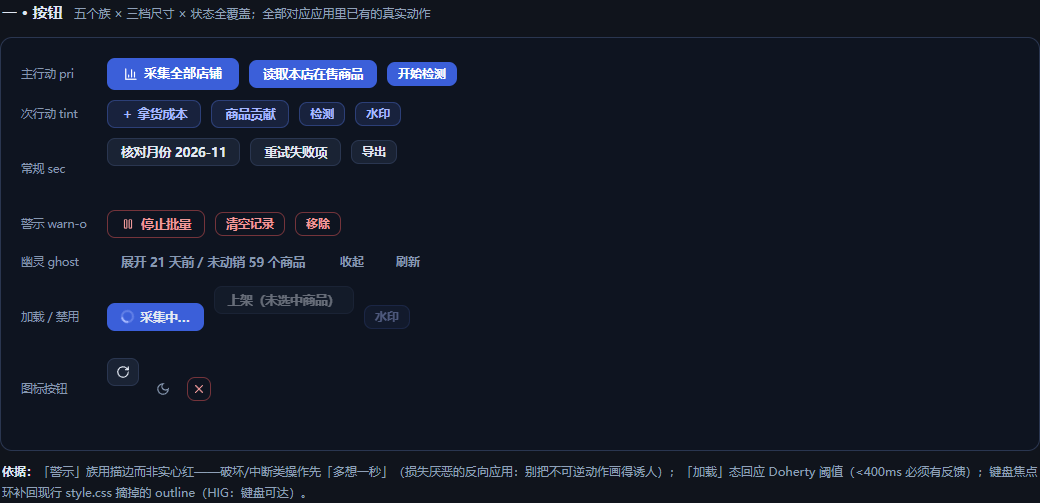 一 • 按钮 五个族 × 三档尺寸 × 状态全覆盖；全部对应应用里已有的真实动作
主行动 pri 采集全部店铺 读取本店在售商品 开始检测
次行动 tint + 拿货成本 商品贡献 检测 水印
常规 sec 核对月份 2026-11 重试失败项 导出
警示 warn-o 停止批量 清空记录 移除
幽灵 ghost 展开 21 天前 / 未动销 59 个商品 收起 刷新
加载 / 禁用 采集中... 上架（未选中商品） 水印
图标按钮
依据：「警示」族用描边而非实心红——破坏/中断类操作先「多想一秒」（损失厌恶的反向应用：别把不可逆动作画得诱人）；「加载」态回应 Doherty 阈值（<400ms 必须有反馈）；键盘焦点
环补回现行 style.css 摘掉的 outline（HIG：键盘可达）。